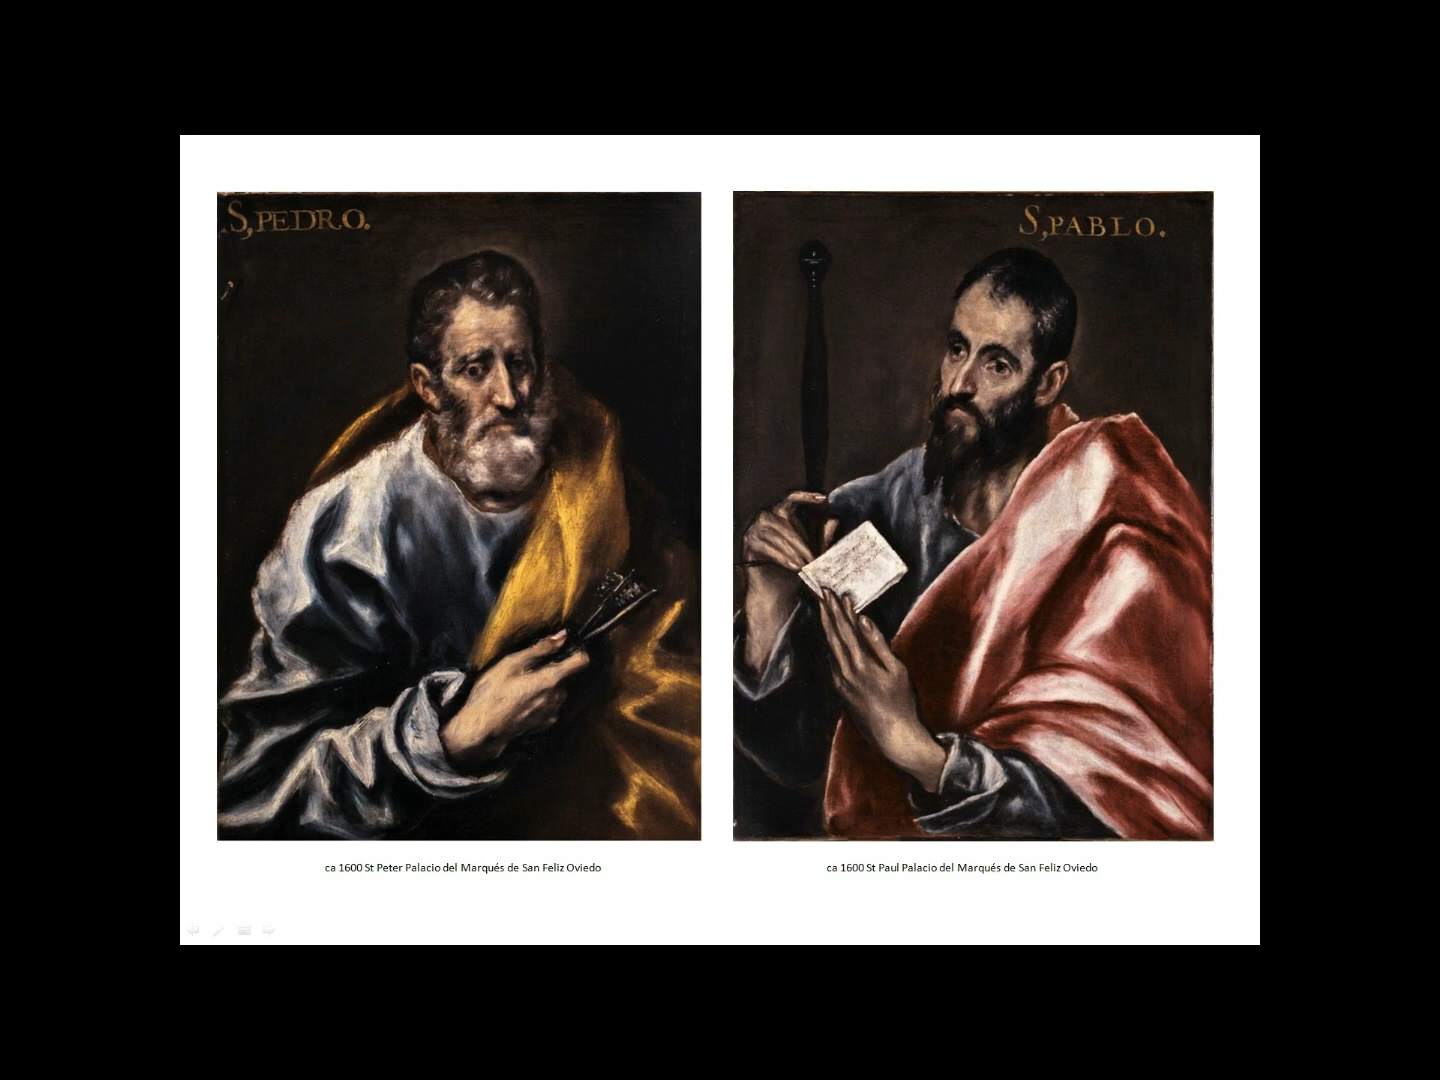 S, PEDRO.
S, PABLO.
ca 1600 St Peter Palacio del Marqués de San Feliz Oviedo
ca 1600 St Paul Palacio del Marqués de San Feliz Oviedo